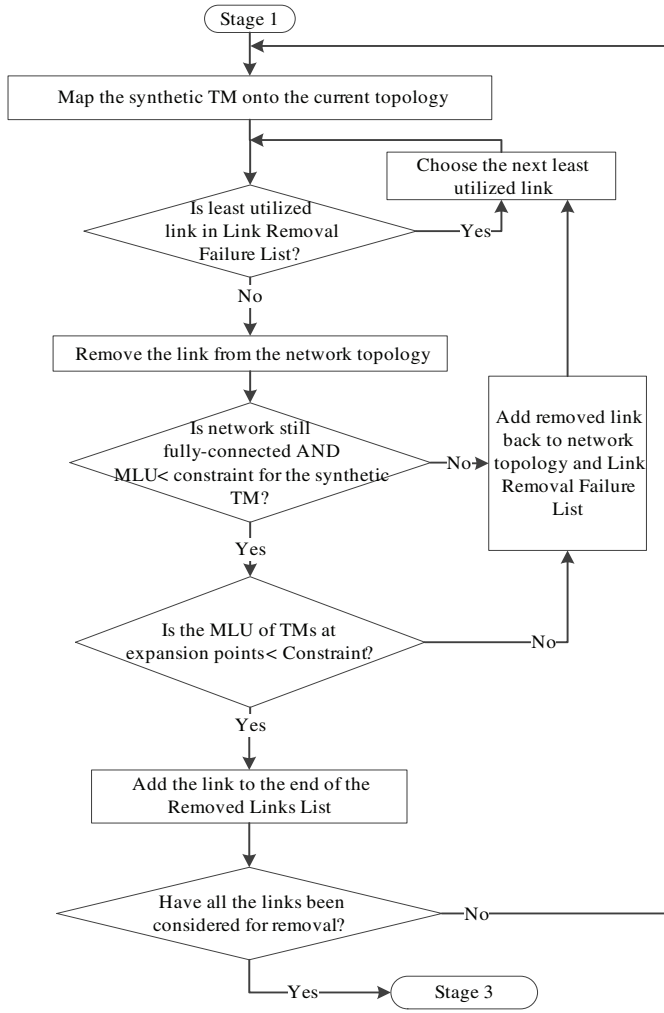 Stage 1
Map the synthetic TM onto the current topology
Choose the next least
utilized link
Is least utilized
link in Link Removal
Failure List?
Yes
No
Remove the link from the network topology
Is network still
fully-connected AND
MLU< constraint for the synthetic
TM?
No
Add removed link
back to network
topology and Link
Removal Failure
List
Yes
Is the MLU of TMs at
expansion points< Constraint?
No
Yes
Add the link to the end of the
Removed Links List
Have all the links been
considered for removal?
No
Yes
Stage 3